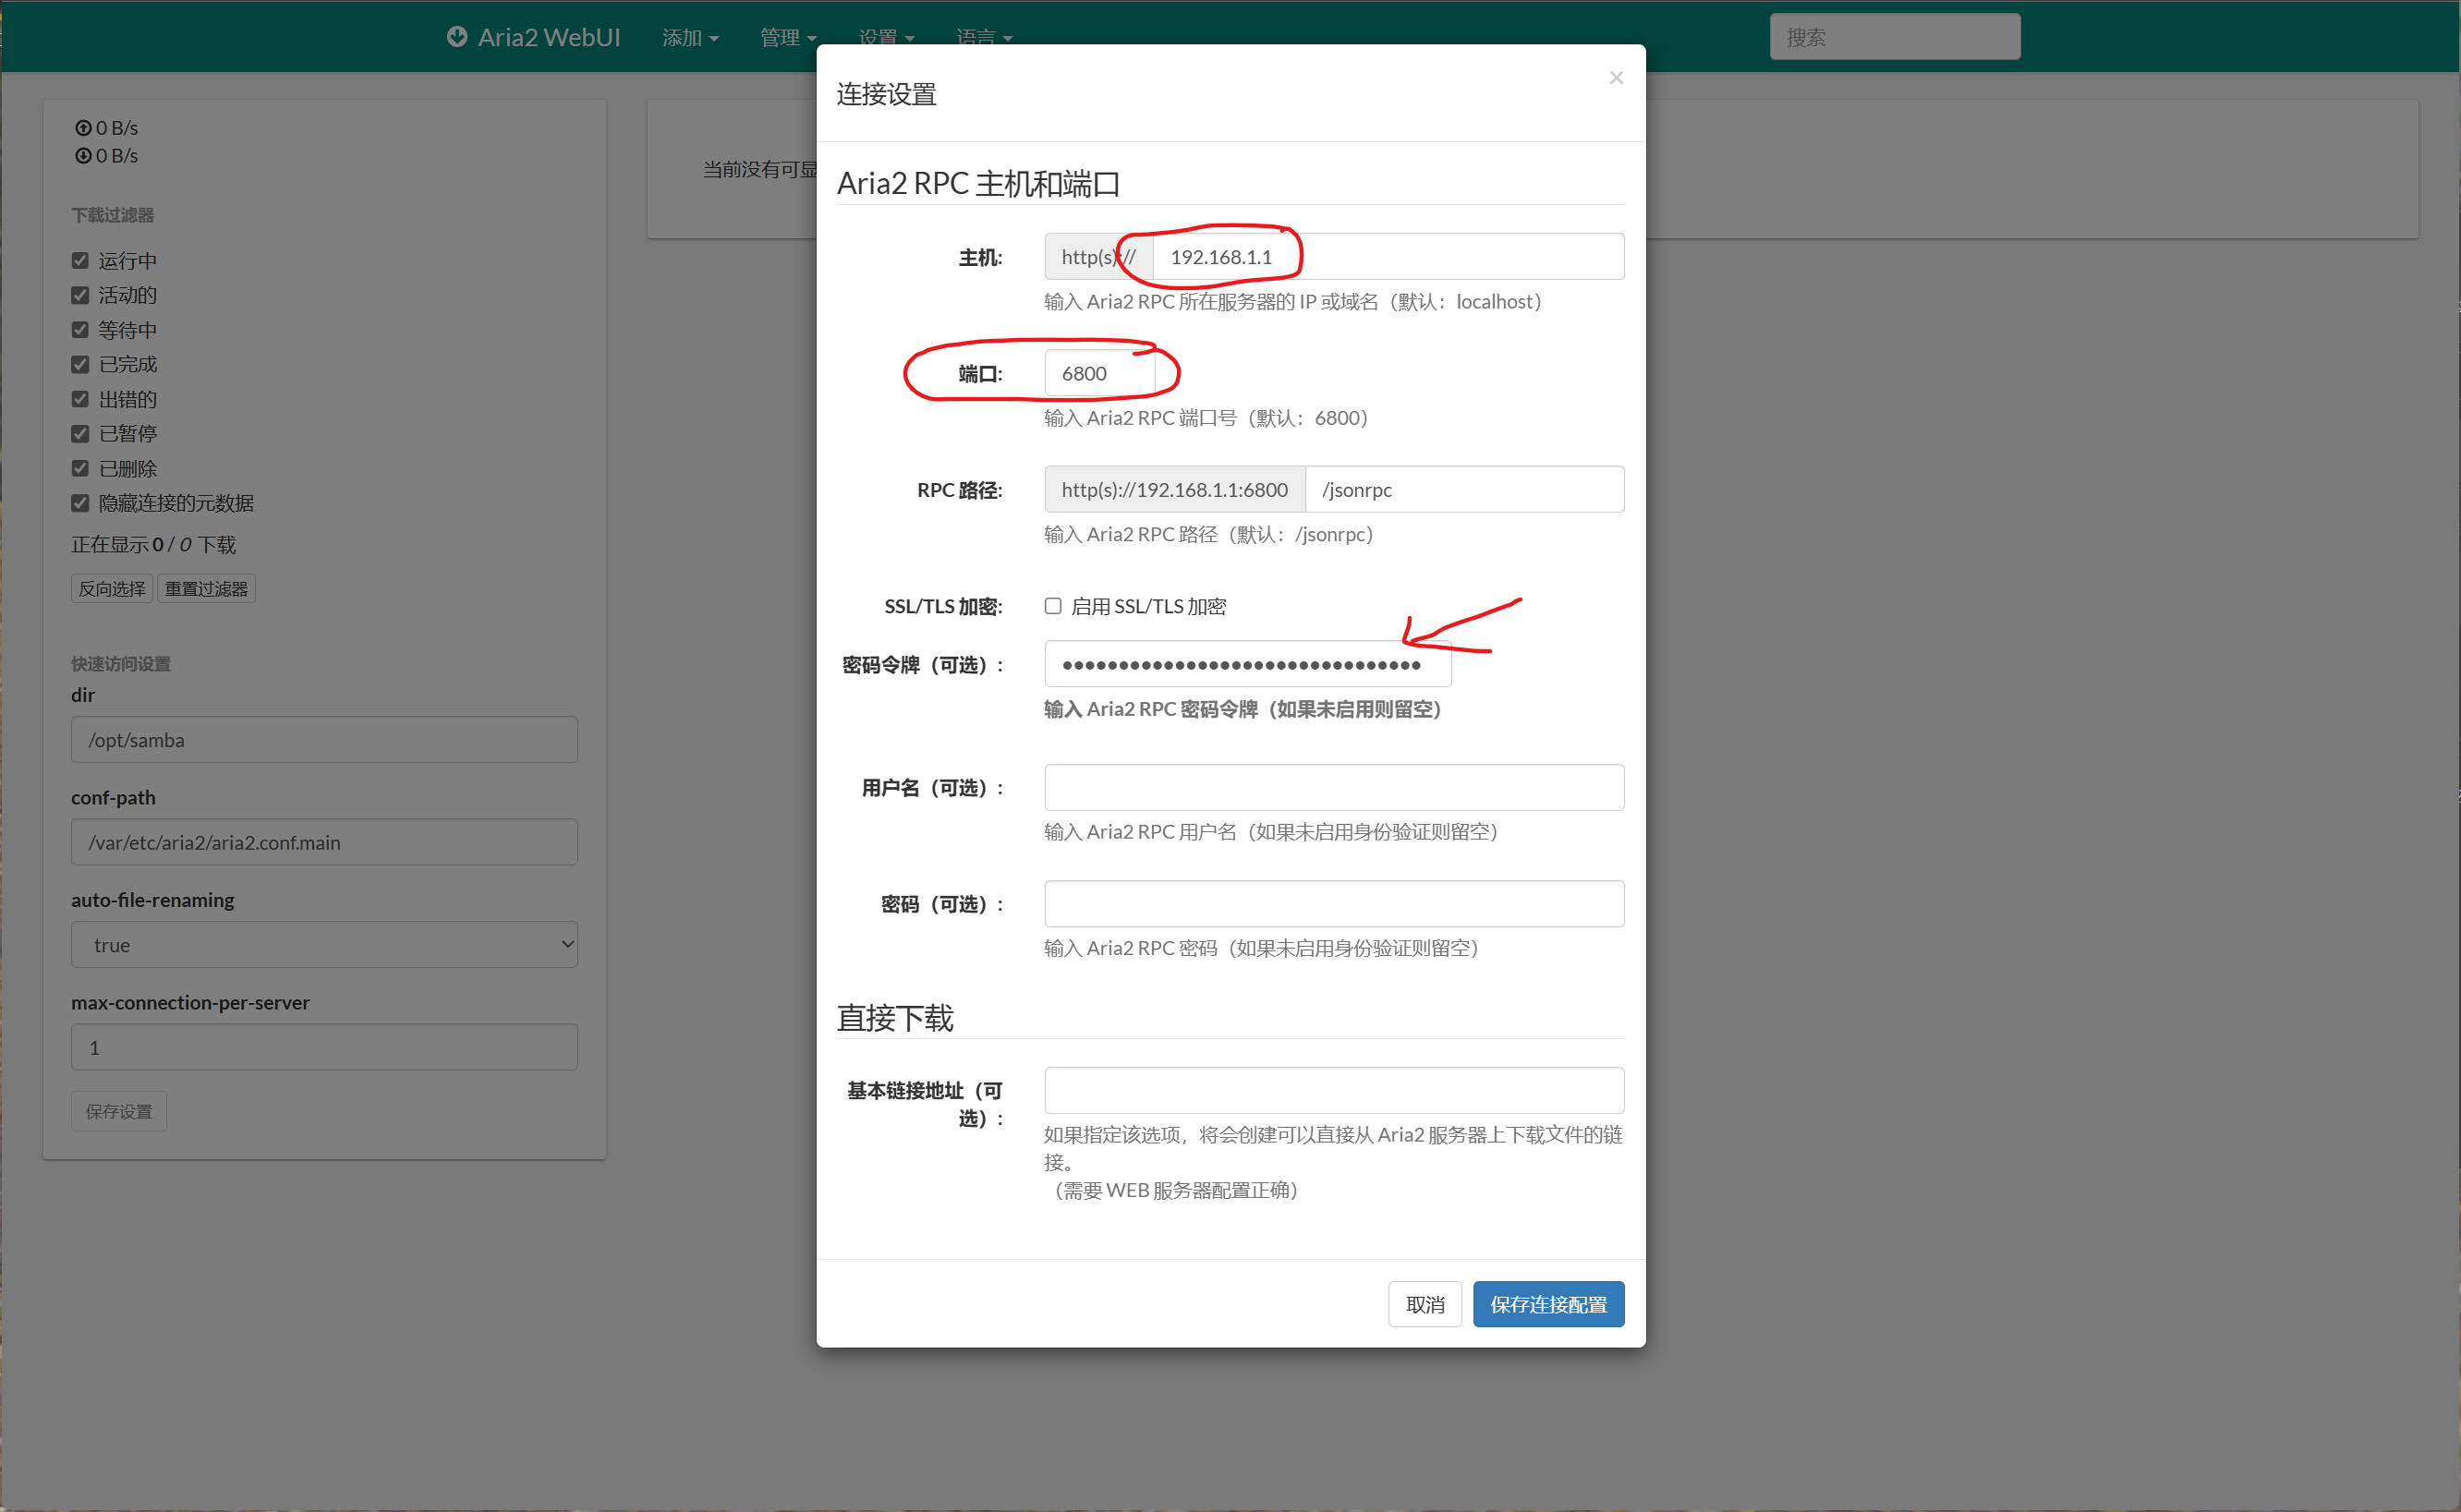 Aria2 WebUI
添加
管理
设置
语言
搜索
0 B/s
0 B/s
下载过滤器
运行中
活动的
等待中
已完成
出错的
已暂停
已删除
隐藏连接的元数据
正在显示 0 / 0 下载
反向选择 重置过滤器
快速访问设置
dir
/opt/samba
conf-path
/var/etc/aria2/aria2.conf.main
auto-file-renaming
true
max-connection-per-server
1
保存设置
当前没有可显
连接设置
×
Aria2 RPC 主机和端口
主机: http(s):// 192.168.1.1
输入 Aria2 RPC 所在服务器的 IP 或域名（默认：localhost）
端口: 6800
输入 Aria2 RPC 端口号（默认：6800）
RPC 路径: http(s)://192.168.1.1:6800 /jsonrpc
输入 Aria2 RPC 路径（默认：/jsonrpc）
SSL/TLS 加密: 启用 SSL/TLS 加密
密码令牌（可选）: ••••••••••••••••••••••••••••••••
输入 Aria2 RPC 密码令牌（如果未启用则留空）
用户名（可选）:
输入 Aria2 RPC 用户名（如果未启用身份验证则留空）
密码（可选）:
输入 Aria2 RPC 密码（如果未启用身份验证则留空）
直接下载
基本链接地址（可
选）:
如果指定该选项，将会创建可以直接从 Aria2 服务器上下载文件的链
接。
（需要 WEB 服务器配置正确）
取消 保存连接配置